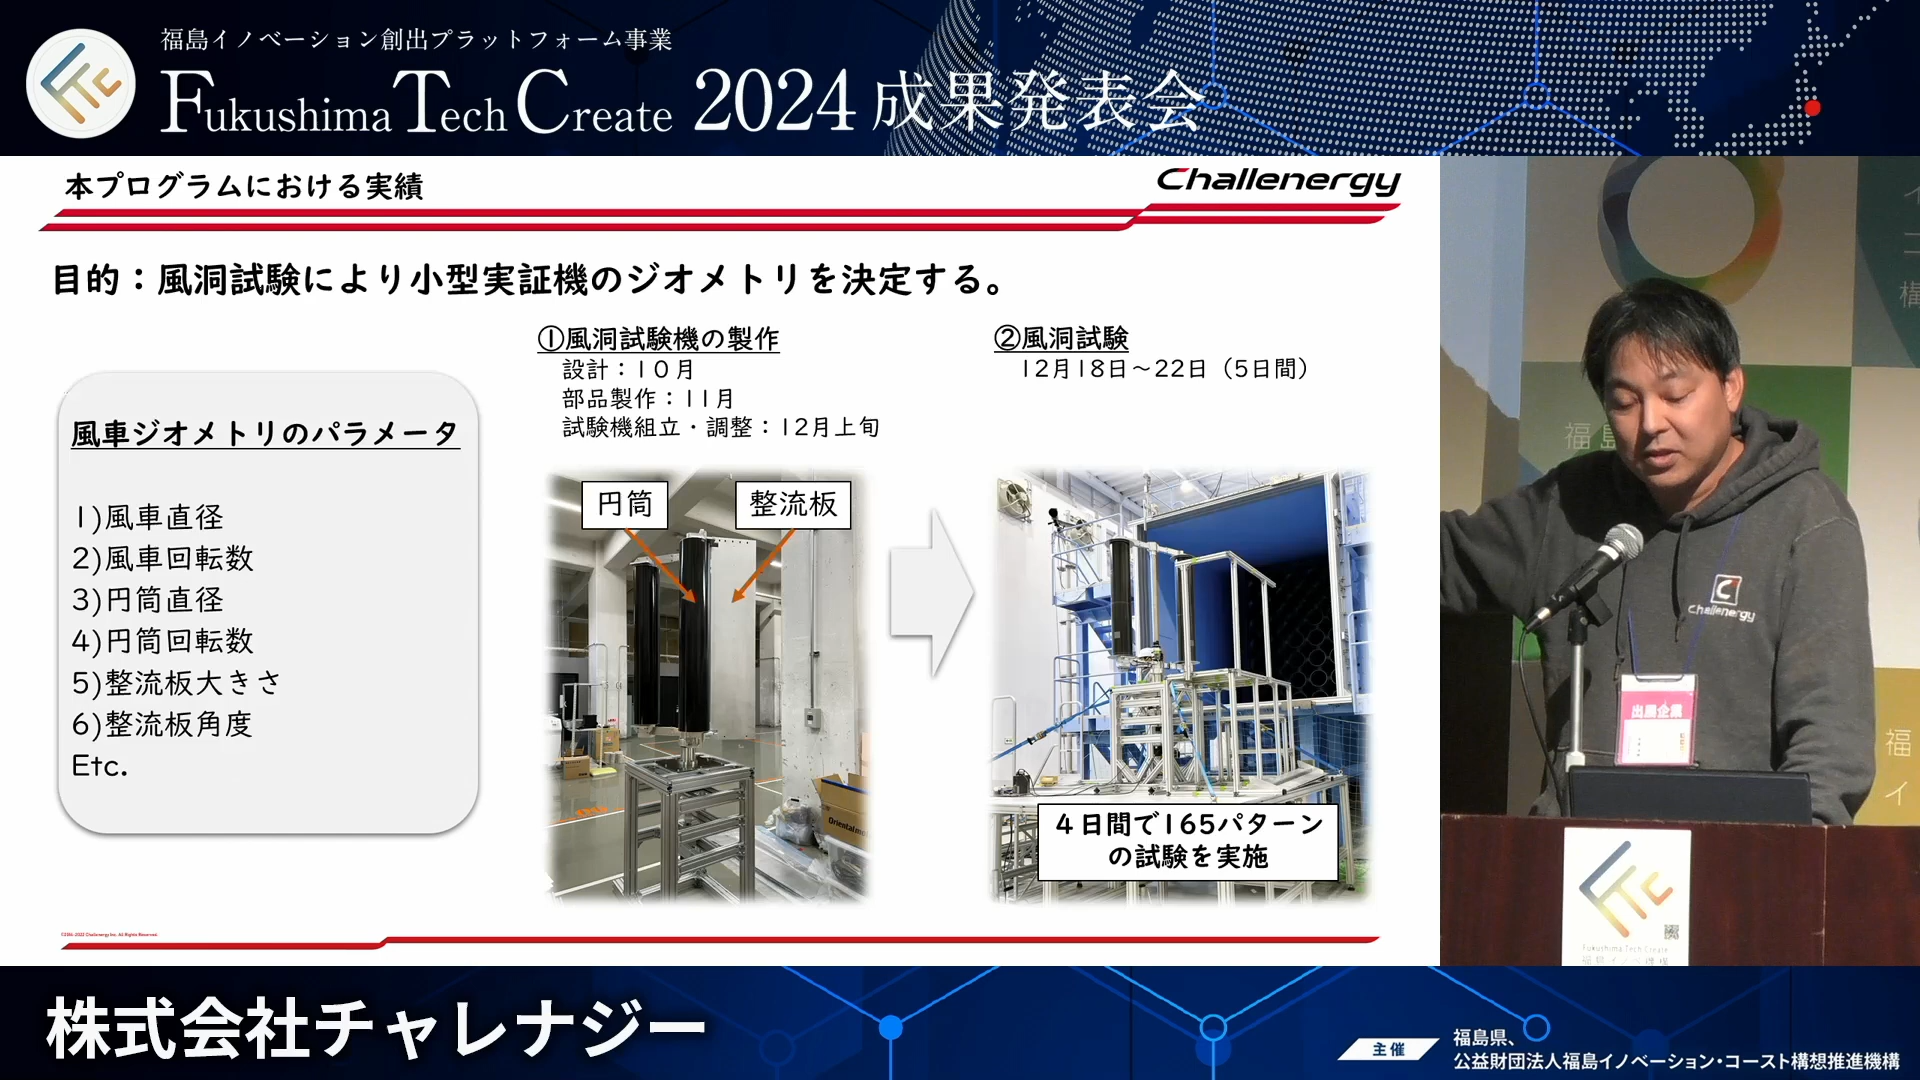 福島イノベーション創出プラットフォーム事業
Fukushima Tech Create 2024 成果発表会
本プログラムにおける実績
Challenergy
目的：風洞試験により小型実証機のジオメトリを決定する。
風車ジオメトリのパラメータ
1)風車直径
2)風車回転数
3)円筒直径
4)円筒回転数
5)整流板大きさ
6)整流板角度
Etc.
①風洞試験機の製作
設計：10月
部品製作：11月
試験機組立・調整：12月上旬
円筒
整流板
②風洞試験
12月18日～22日（5日間）
４日間で165パターン
の試験を実施
Challenergy
出展企業
Fukushima Tech Create
株式会社チャレナジー
主催
福島県、
公益財団法人福島イノベーション・コースト構想推進機構